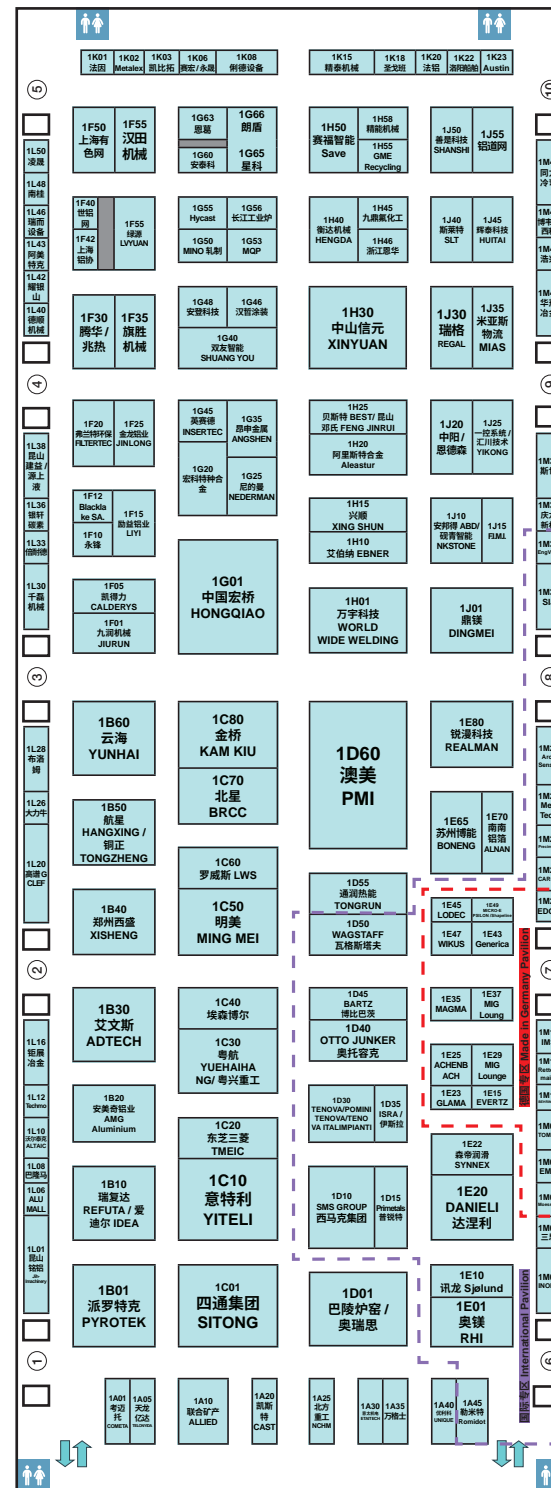 1K01
法因
1K02
Metalex
1K03
凯比拓
1K06
赛宏/永晟
1K08
俐德设备
1K15
精泰机械
1K18
圣戈班
1K20
法铝
1K22
洛阳船舶
1K23
Austin
⑤
1L50
凌晟
1L48
南桂
1L46
瑞而
设备
1L43
阿美
特克
1L42
耀银
山
1L40
德顺
机械
1F50
上海有
色网
1F55
汉田
机械
1G63
恩葛
1G66
朗盾
1G60
安泰科
1G65
星科
1H50
赛福智能
Save
1H58
精能机械
1H55
GME
Recycling
1J50
善是科技
SHANSHI
1J55
铝道网
1F40
世铝
网
1F42
上海
铝协
1F55
绿源
LVYUAN
1G55
Hycast
1G56
长江工业炉
1G50
MINO 轧制
1G53
MQP
1H40
衡达机械
HENGDA
1H45
九鼎氟化工
1H46
浙江恩华
1J40
斯莱特
SLT
1J45
辉泰科技
HUITAI
1F30
腾华/
兆热
1F35
旗胜
机械
1G48
安登科技
1G46
汉哲涂装
1G40
双友智能
SHUANG YOU
1H30
中山信元
XINYUAN
1J30
瑞格
REGAL
1J35
米亚斯
物流
MIAS
④
1L38
昆山
建益/
源上
液
1L36
银轩
碳素
1L33
倍耐德
1L30
千磊
机械
1F20
弗兰特环保
FILTERTEC
1F25
金龙铝业
JINLONG
1G45
英赛德
INSERTEC
1G35
昂申金属
ANGSHEN
1G20
宏科特种合
金
1G25
尼的曼
NEDERMAN
1H25
贝斯特 BEST/ 昆山
邓氏 FENG JINRUI
1H20
阿里斯特合金
Aleastur
1J20
中阳/
恩德森
1J25
一控系统/
汇川技术
YIKONG
1F12
Blackla
ke SA.
1F10
永锋
1F15
励益铝业
LIYI
1H15
兴顺
XING SHUN
1H10
艾伯纳 EBNER
1J10
安邦得 ABD/
砚青智能
NKSTONE
1J15
F.I.M.I.
1F05
凯得力
CALDERYS
1F01
九润机械
JIURUN
1G01
中国宏桥
HONGQIAO
1H01
万宇科技
WORLD
WIDE WELDING
1J01
鼎镁
DINGMEI
③
1L28
布洛
姆
1L26
大力牛
1L20
高谱G
CLEF
1B60
云海
YUNHAI
1C80
金桥
KAM KIU
1C70
北星
BRCC
1D60
澳美
PMI
1E80
锐漫科技
REALMAN
1B50
航星
HANGXING /
铜正
TONGZHENG
1E65
苏州博能
BONENG
1E70
南南
铝箔
ALNAN
1C60
罗威斯 LWS
1C50
明美
MING MEI
1B40
郑州西盛
XISHENG
1D55
通润热能
TONGRUN
1D50
WAGSTAFF
瓦格斯塔夫
1E45
LODEC
1E49
1E47
WIKUS
1E43
Generica
②
1L16
钜展
冶金
1L12
Techmo
1L10
沃尔泰克
ALTAIC
1L08
巴隆马
1L06
ALU
MALL
1L01
昆山
铭铝
1B30
艾文斯
ADTECH
1C40
埃森博尔
1C30
粤航
YUEHAIHA
NG/ 粤兴重工
1D45
BARTZ
博比巴茨
1D40
OTTO JUNKER
奥托容克
1E35
MAGMA
1E37
MIG
Loung
1E25
ACHENB
ACH
1E29
MIG
Lounge
1E23
GLAMA
1E15
EVERTZ
德国专区 Made in Germany Pavilion
1B20
安美奇铝业
AMG
Aluminium
1C20
东芝三菱
TMEIC
1C10
意特利
YITELI
1D30
TENOVA/POMINI
TENOVA/TENO
VA ITALIMPIANTI
1D35
ISRA /
伊斯拉
1E22
森帝润滑
SYNNEX
1E20
DANIELI
达涅利
1B10
瑞复达
REFUTA / 爱
迪尔 IDEA
1D10
SMS GROUP
西马克集团
1D15
Primetals
普锐特
1B01
派罗特克
PYROTEK
1C01
四通集团
SITONG
1D01
巴陵炉窑 /
奥瑞思
1E10
讯龙 Sjølund
1E01
奥镁
RHI
国际专区 International Pavilion
①
1A01
考迈
托
COMETA
1A05
天龙
亿达
1A10
联合矿产
ALLIED
1A20
凯斯
特
CAST
1A25
北方
重工
NCHM
1A30
1A35
万格士
1A40
优利科
UNIQUE
1A45
勒米特
Romidot
⑩
⑨
⑧
⑦
⑥